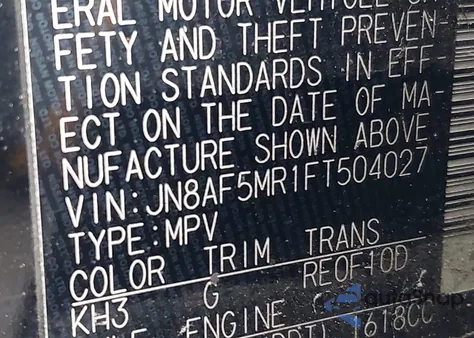 ERAL MOTOR VEHICLE
FETY AND THEFT PREVEN-
TION STANDARDS IN EFF
ECT ON THE DATE OF MA-
NUFACTURE SHOWN ABOVE
VIN:JN8AF5MR1FT504027
TYPE:MPV
COLOR TRIM TRANS
KH3 G RE0F10D
ENGINE 1618CC
autoShop